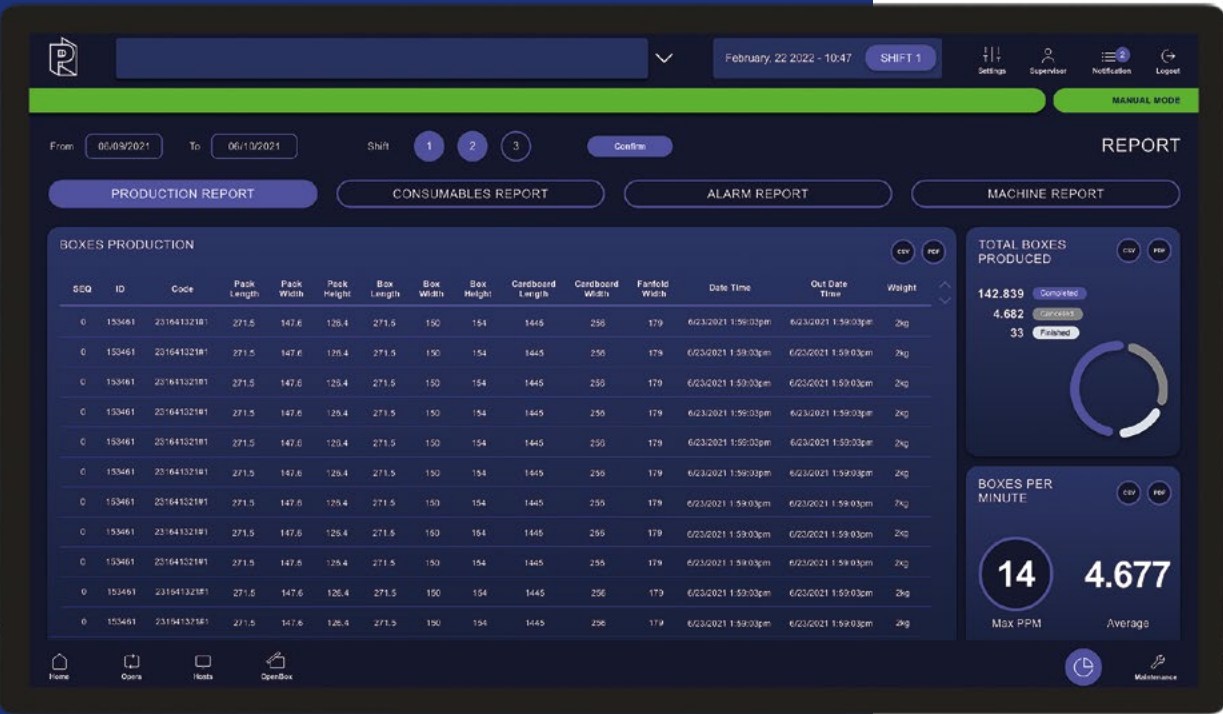 February, 22 2022 - 10:47 SHIFT 1 Settings Supervisor 2 Notification Logout
MANUAL MODE
From 06/09/2021 To 06/10/2021 Shift 1 2 3 Confirm REPORT
PRODUCTION REPORT CONSUMABLES REPORT ALARM REPORT MACHINE REPORT
BOXES PRODUCTION CSV PDF
SEQ ID Code Pack Length Pack Width Pack Height Box Length Box Width Box Height Cardboard Length Cardboard Width Fanfold Width Date Time Out Date Time Weight
0 153461 23164132181 271.5 147.6 126.4 271.5 150 154 1445 256 179 6/23/2021 1:59:03pm 6/23/2021 1:59:03pm 2kg
0 153461 231641321#1 271.5 147.6 126.4 271.5 150 154 1445 256 179 6/23/2021 1:59:03pm 6/23/2021 1:59:03pm 2kg
0 153461 231641321#1 271.5 147.6 126.4 271.5 150 154 1445 256 179 6/23/2021 1:59:03pm 6/23/2021 1:59:03pm 2kg
0 153461 231641321#1 271.5 147.6 126.4 271.5 150 154 1445 256 179 6/23/2021 1:59:03pm 6/23/2021 1:59:03pm 2kg
0 153461 231641321#1 271.5 147.6 126.4 271.5 150 154 1445 256 179 6/23/2021 1:59:03pm 6/23/2021 1:59:03pm 2kg
0 153461 231641321#1 271.5 147.6 126.4 271.5 150 154 1445 256 179 6/23/2021 1:59:03pm 6/23/2021 1:59:03pm 2kg
0 153461 231641321#1 271.5 147.6 126.4 271.5 150 154 1445 256 179 6/23/2021 1:59:03pm 6/23/2021 1:59:03pm 2kg
0 153461 231641321#1 271.5 147.6 126.4 271.5 150 154 1445 256 179 6/23/2021 1:59:03pm 6/23/2021 1:59:03pm 2kg
0 153461 231641321#1 271.5 147.6 126.4 271.5 150 154 1445 256 179 6/23/2021 1:59:03pm 6/23/2021 1:59:03pm 2kg
0 153461 231641321#1 271.5 147.6 126.4 271.5 150 154 1445 256 179 6/23/2021 1:59:03pm 6/23/2021 1:59:03pm 2kg
0 153461 231641321#1 271.5 147.6 126.4 271.5 150 154 1445 256 179 6/23/2021 1:59:03pm 6/23/2021 1:59:03pm 2kg
TOTAL BOXES
PRODUCED
CSV PDF
142.839 Completed
4.682 Canceled
33 Finished
BOXES PER
MINUTE
CSV PDF
14 4.677
Max PPM Average
Home Opera Hosts OpenBox Maintenance